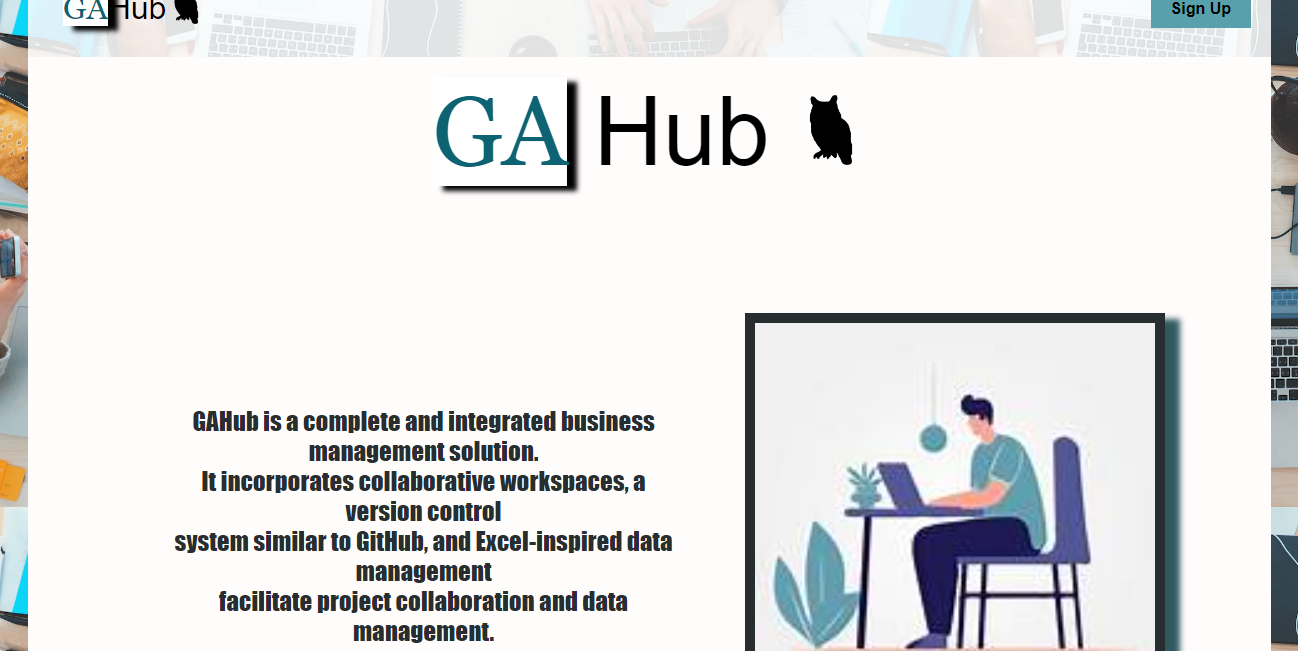 GAHub
Sign Up
GA Hub
GAHub is a complete and integrated business
management solution.
It incorporates collaborative workspaces, a
version control
system similar to GitHub, and Excel-inspired data
management
facilitate project collaboration and data
management.